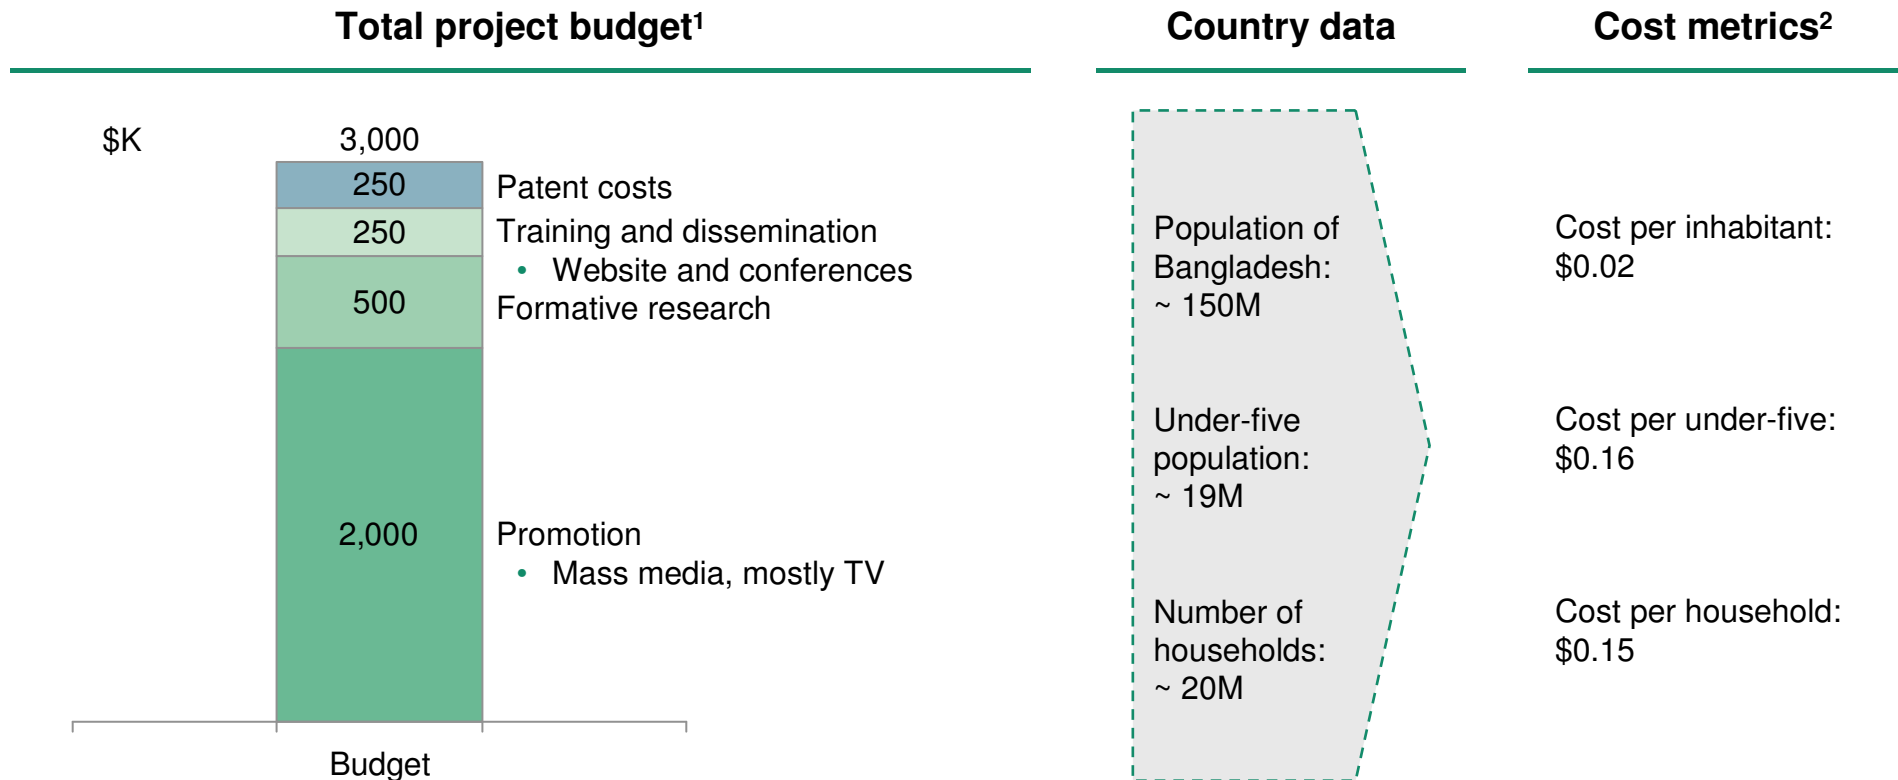 Total project budget¹
Country data
Cost metrics²
$K
3,000
250
Patent costs
250
Training and dissemination
• Website and conferences
500
Formative research
2,000
Promotion
• Mass media, mostly TV
Budget
Population of
Bangladesh:
~ 150M
Under-five
population:
~ 19M
Number of
households:
~ 20M
Cost per inhabitant:
$0.02
Cost per under-five:
$0.16
Cost per household:
$0.15